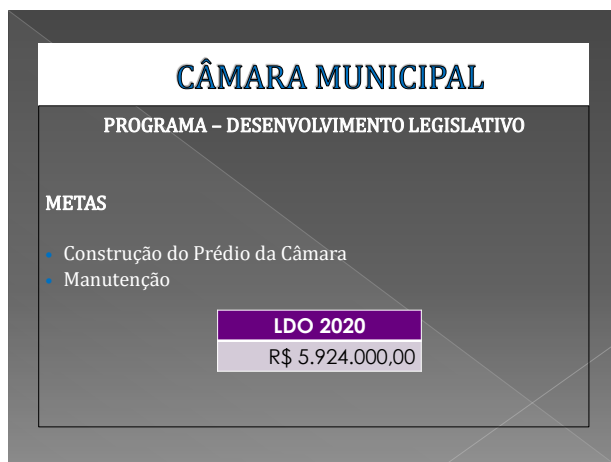 CÂMARA MUNICIPAL
PROGRAMA – DESENVOLVIMENTO LEGISLATIVO
METAS
Construção do Prédio da Câmara
Manutenção
LDO 2020
R$ 5.924.000,00